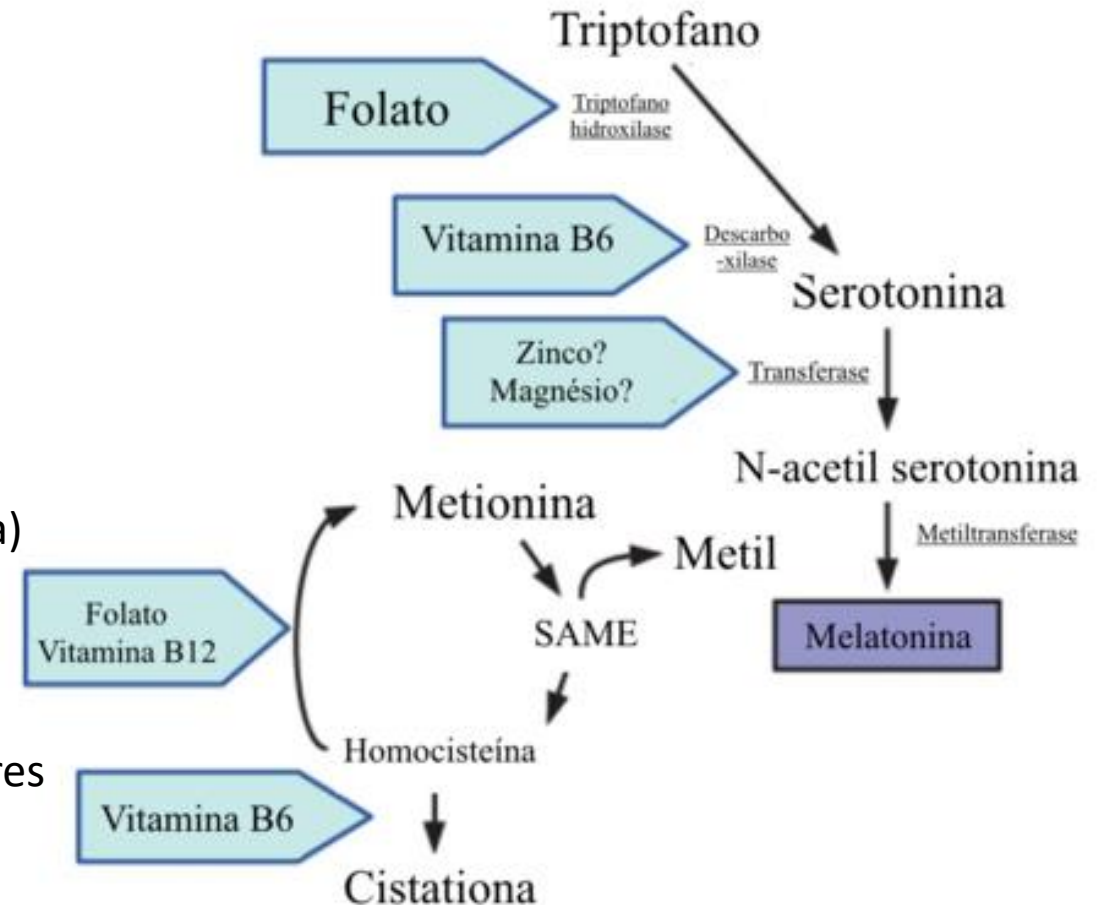 Triptofano
Folato
Triptofano
hidroxilase
Vitamina B6
Descarbo
-xilase
Serotonina
Zinco?
Magnésio?
Transferase
N-acetil serotonina
Metionina
a)
Metiltransferase
Metil
Folato
Vitamina B12
SAME
Melatonina
Homocisteína
res
Vitamina B6
Cistationa